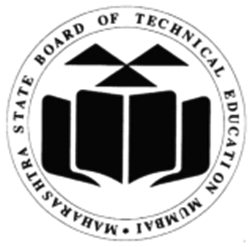 MAHARASHTRA STATE BOARD OF TECHNICAL EDUCATION MUMBAI •